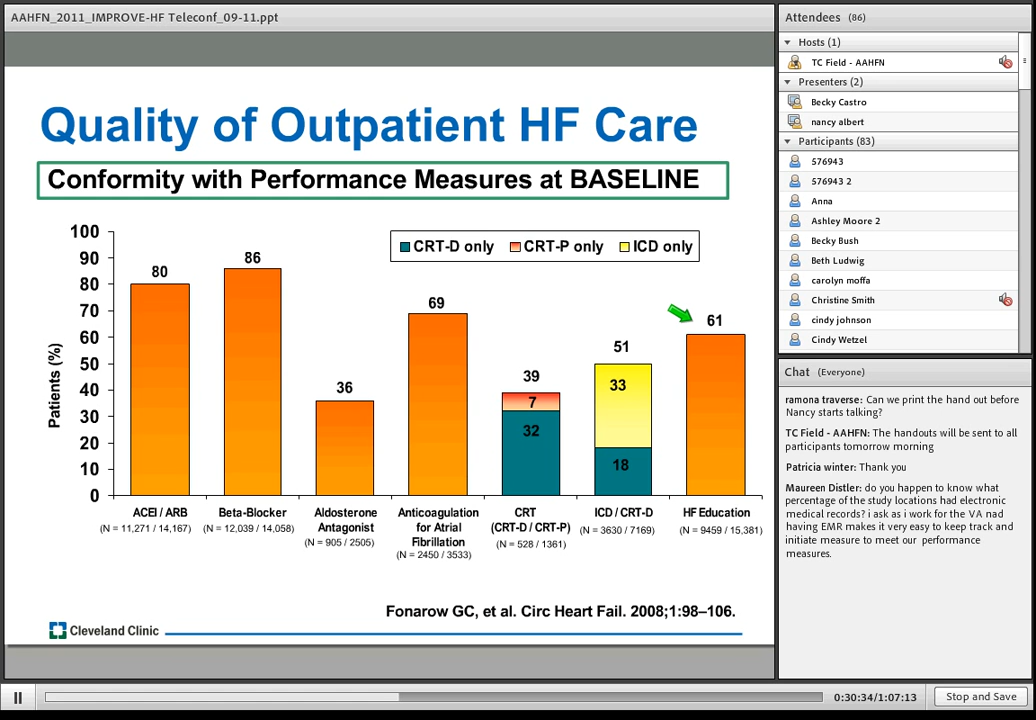 AAHFN_2011_IMPROVE-HF Teleconf_09-11.ppt
Quality of Outpatient HF Care
Conformity with Performance Measures at BASELINE
CRT-D only CRT-P only ICD only
Patients (%)
100
90
80
70
60
50
40
30
20
10
0
80
86
36
69
39
7
32
51
33
18
61
ACEI / ARB
(N = 11,271 / 14,167)
Beta-Blocker
(N = 12,039 / 14,058)
Aldosterone
Antagonist
(N = 905 / 2505)
Anticoagulation
for Atrial
Fibrillation
(N = 2450 / 3533)
CRT
(CRT-D / CRT-P)
(N = 528 / 1361)
ICD / CRT-D
(N = 3630 / 7169)
HF Education
(N = 9459 / 15,381)
Fonarow GC, et al. Circ Heart Fail. 2008;1:98–106.
Cleveland Clinic
Attendees (86)
Hosts (1)
TC Field - AAHFN
Presenters (2)
Becky Castro
nancy albert
Participants (83)
576943
576943 2
Anna
Ashley Moore 2
Becky Bush
Beth Ludwig
carolyn moffa
Christine Smith
cindy johnson
Cindy Wetzel
Chat (Everyone)
ramona traverse: Can we print the hand out before
Nancy starts talking?
TC Field - AAHFN: The handouts will be sent to all
participants tomorrow morning
Patricia winter: Thank you
Maureen Distler: do you happen to know what
percentage of the study locations had electronic
medical records? i ask as i work for the VA nad
having EMR makes it very easy to keep track and
initiate measure to meet our performance
measures.
0:30:34/1:07:13
Stop and Save